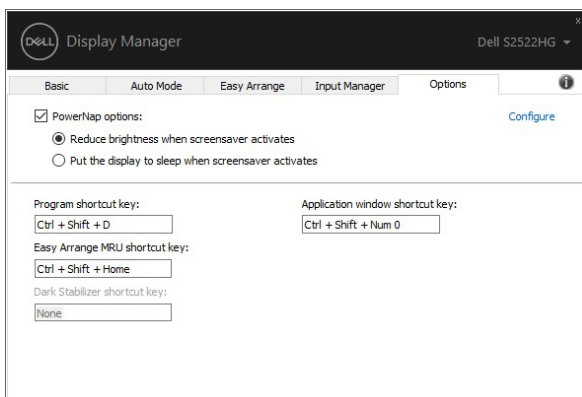 x
DELL Display Manager
Dell S2522HG
Basic Auto Mode Easy Arrange Input Manager Options
PowerNap options: Configure
Reduce brightness when screensaver activates
Put the display to sleep when screensaver activates
Program shortcut key: Application window shortcut key:
Ctrl + Shift + D Ctrl + Shift + Num 0
Easy Arrange MRU shortcut key:
Ctrl + Shift + Home
Dark Stabilizer shortcut key:
None